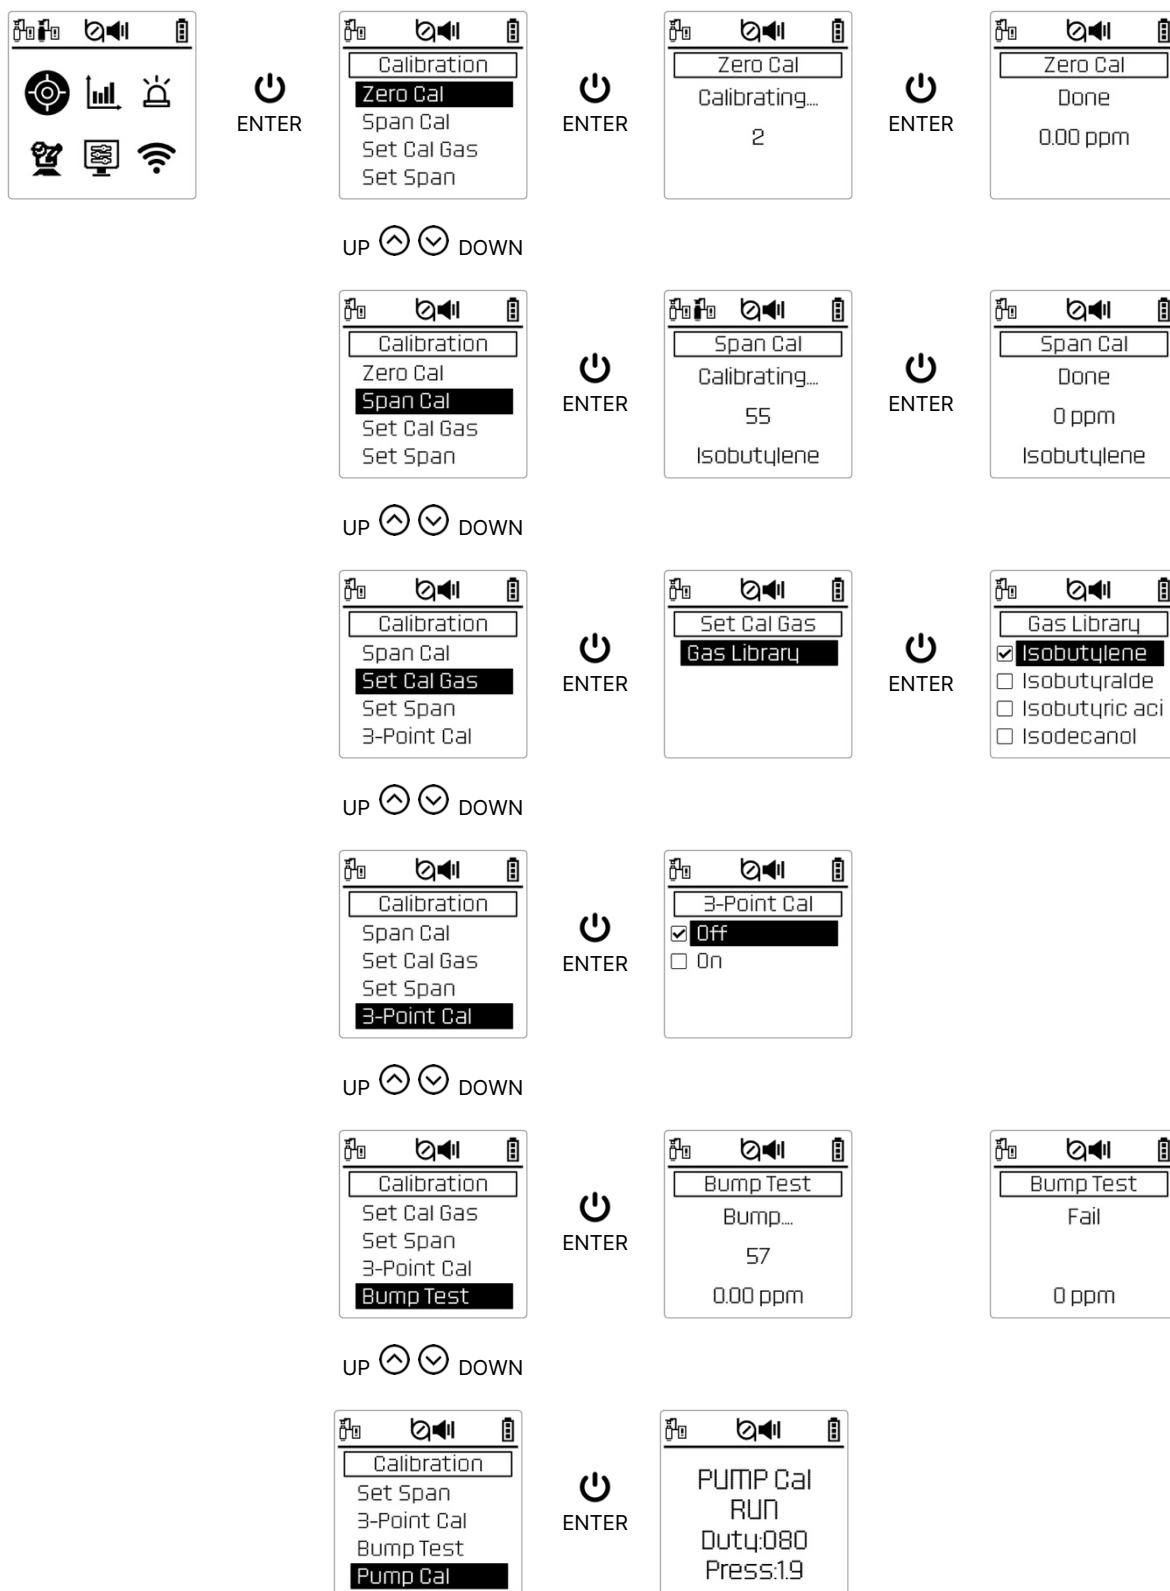 ENTER
Calibration
Zero Cal
Span Cal
Set Cal Gas
Set Span
ENTER
Zero Cal
Calibrating...
2
ENTER
Zero Cal
Done
0.00 ppm
UP DOWN
Calibration
Zero Cal
Span Cal
Set Cal Gas
Set Span
ENTER
Span Cal
Calibrating...
55
Isobutylene
ENTER
Span Cal
Done
0 ppm
Isobutylene
UP DOWN
Calibration
Span Cal
Set Cal Gas
Set Span
3-Point Cal
ENTER
Set Cal Gas
Gas Library
ENTER
Gas Library
Isobutylene
Isobutyralde
Isobutyric aci
Isodecanol
UP DOWN
Calibration
Span Cal
Set Cal Gas
Set Span
3-Point Cal
ENTER
3-Point Cal
Off
On
UP DOWN
Calibration
Set Cal Gas
Set Span
3-Point Cal
Bump Test
ENTER
Bump Test
Bump...
57
0.00 ppm
Bump Test
Fail
0 ppm
UP DOWN
Calibration
Set Span
3-Point Cal
Bump Test
Pump Cal
ENTER
PUMP Cal
RUN
Duty:080
Press:1.9